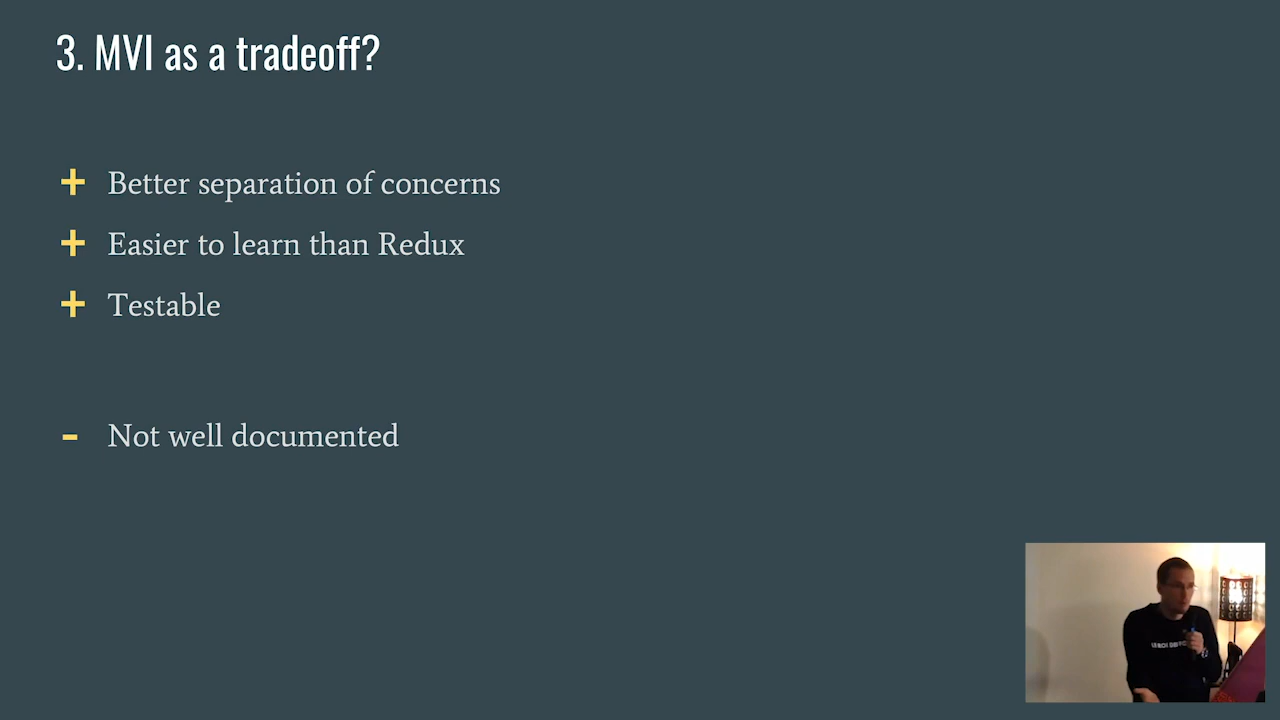 3. MVI as a tradeoff?
+ Better separation of concerns
+ Easier to learn than Redux
+ Testable
- Not well documented